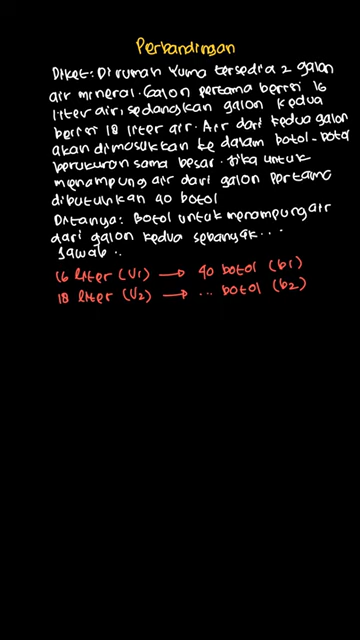 Perbandingan
Diket: Di rumah Yuma tersedia 2 galon
air mineral. Galon pertama berisi 16
liter air, sedangkan galon kedua
berisi 18 liter air. Air dari kedua galon
akan dimasukkan ke dalam botol-botol
berukuran sama besar. Jika untuk
menampung air dari galon pertama
dibutuhkan 40 botol
Ditanya: Botol untuk menampung air
dari galon kedua sebanyak...
Jawab :.
16 liter (V1) → 40 botol (b1)
18 liter (V2) → ... botol (b2)